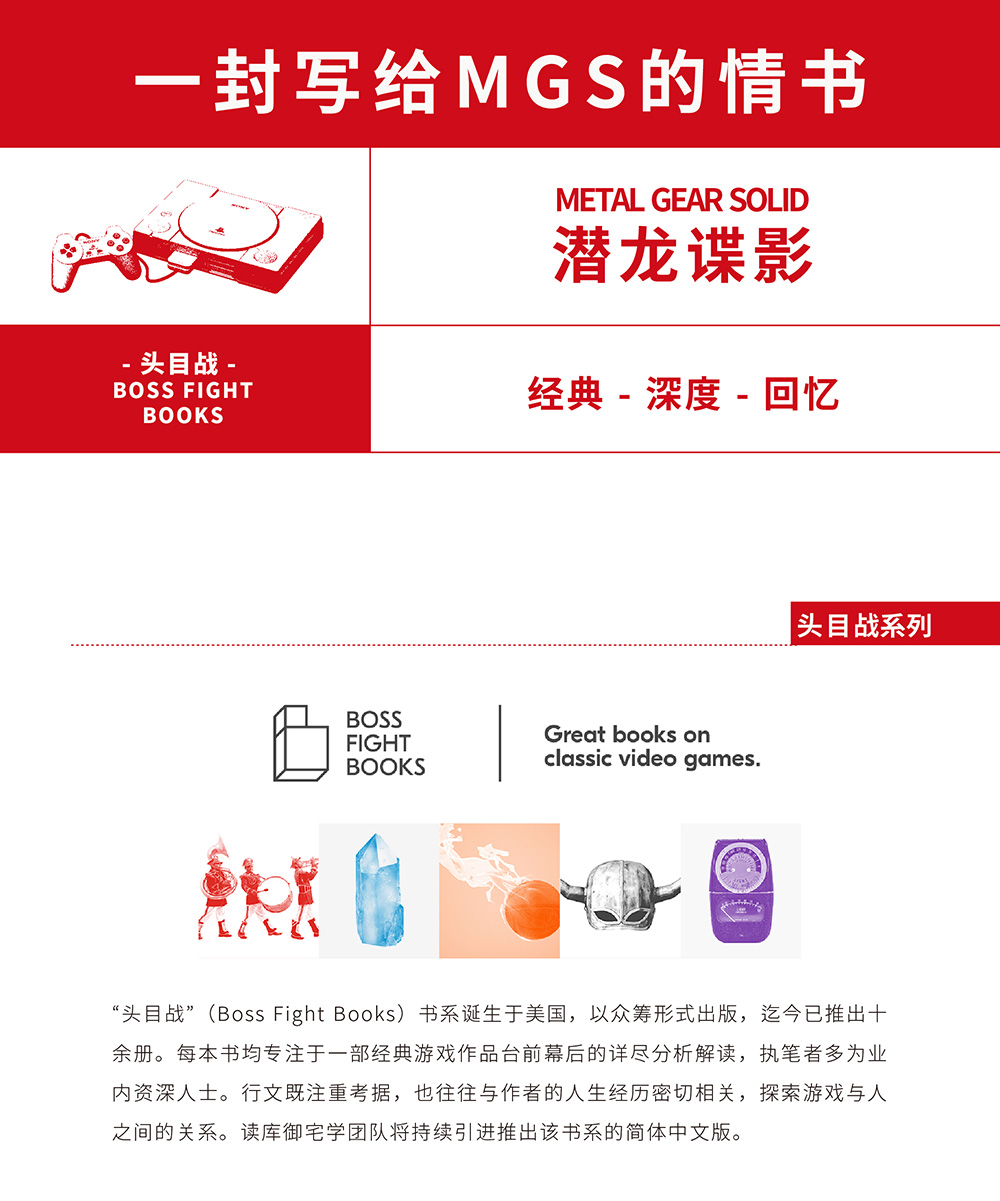 一封写给MGS的情书
METAL GEAR SOLID
潜龙谍影
- 头目战 -
BOSS FIGHT
BOOKS
经典 - 深度 - 回忆
头目战系列
BOSS
FIGHT
BOOKS
Great books on
classic video games.
“头目战”（Boss Fight Books）书系诞生于美国，以众筹形式出版，迄今已推出十
余册。每本书均专注于一部经典游戏作品台前幕后的详尽分析解读，执笔者多为业
内资深人士。行文既注重考据，也往往与作者的人生经历密切相关，探索游戏与人
之间的关系。读库御宅学团队将持续引进推出该书系的简体中文版。